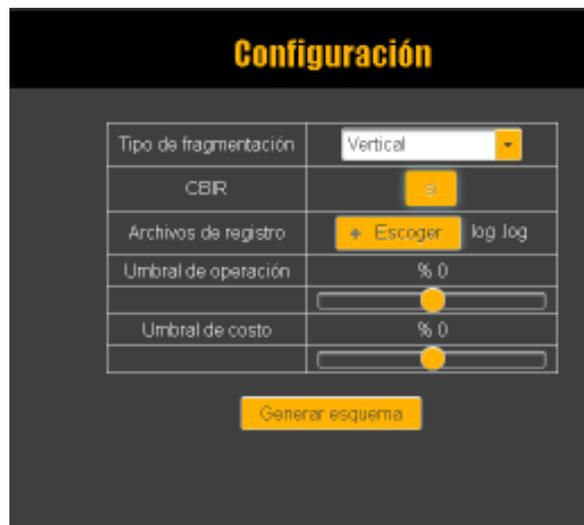 Configuración
Tipo de fragmentación Vertical
CBIR si
Archivos de registro + Escoger log.log
Umbral de operación % 0
Umbral de costo % 0
Generar esquema